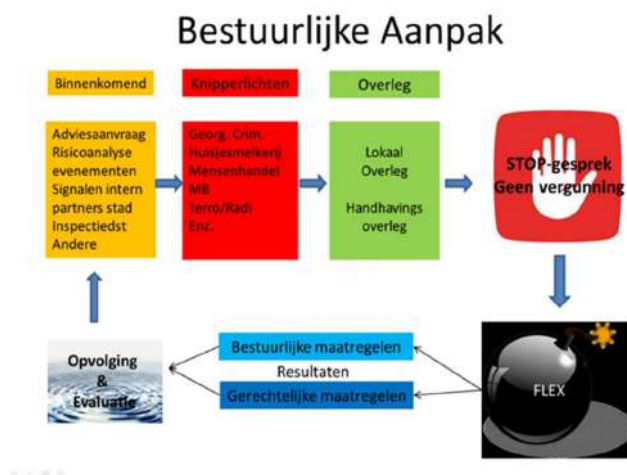 Bestuurlijke Aanpak
Binnenkomend
Knipperlichten
Overleg
Adviesaanvraag
Risicoanalyse
evenementen
Signalen intern
partners stad
Inspectiedst
Andere
Georg. Crim.
Huisjesmelkerij
Mensenhandel
MB
Terro/Radi
Enz.
Lokaal
Overleg
Handhavings
overleg
STOP-gesprek
Geen vergunning
Opvolging
&
Evaluatie
Bestuurlijke maatregelen
Resultaten
Gerechtelijke maatregelen
FLEX